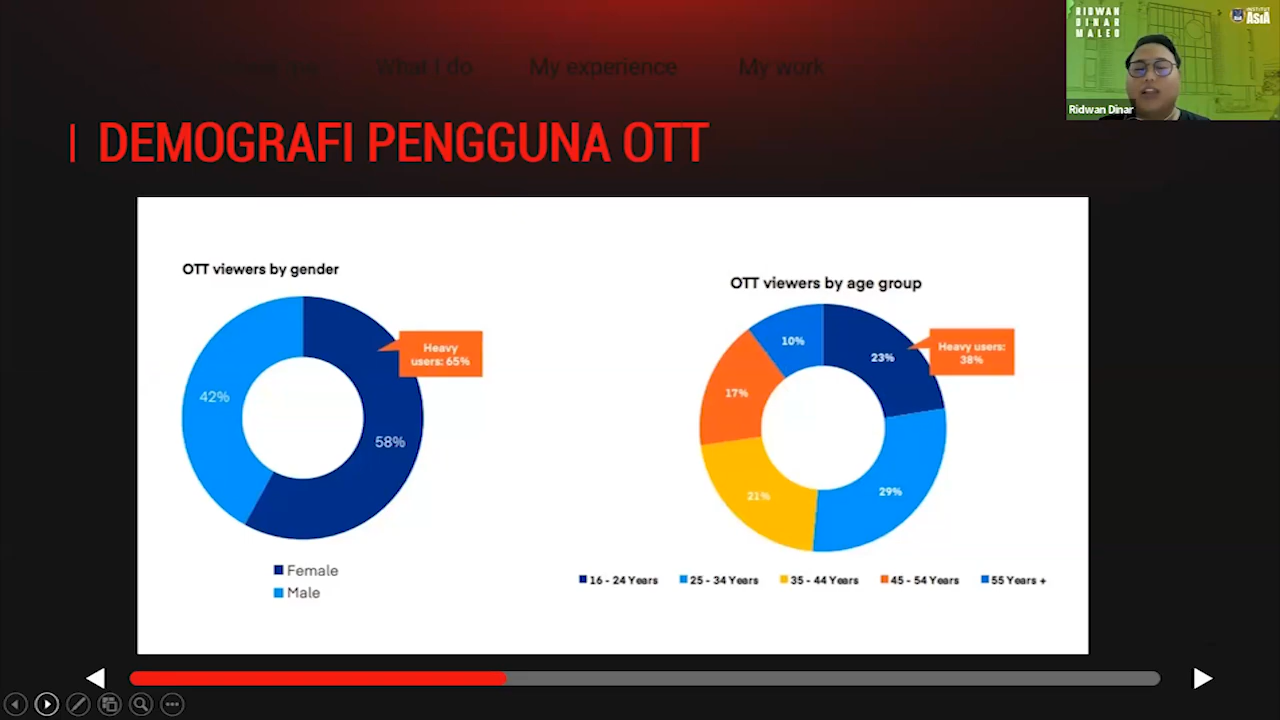 What I do
My experience
My work
RIDWAN
DINAR
MALEO
INSTITUT
ASIA
Ridwan Dinar
| DEMOGRAFI PENGGUNA OTT
OTT viewers by gender
Heavy
users: 65%
42%
58%
Female
Male
OTT viewers by age group
10%
23%
Heavy users:
38%
17%
29%
21%
16 - 24 Years
25 - 34 Years
35 - 44 Years
45 - 54 Years
55 Years +